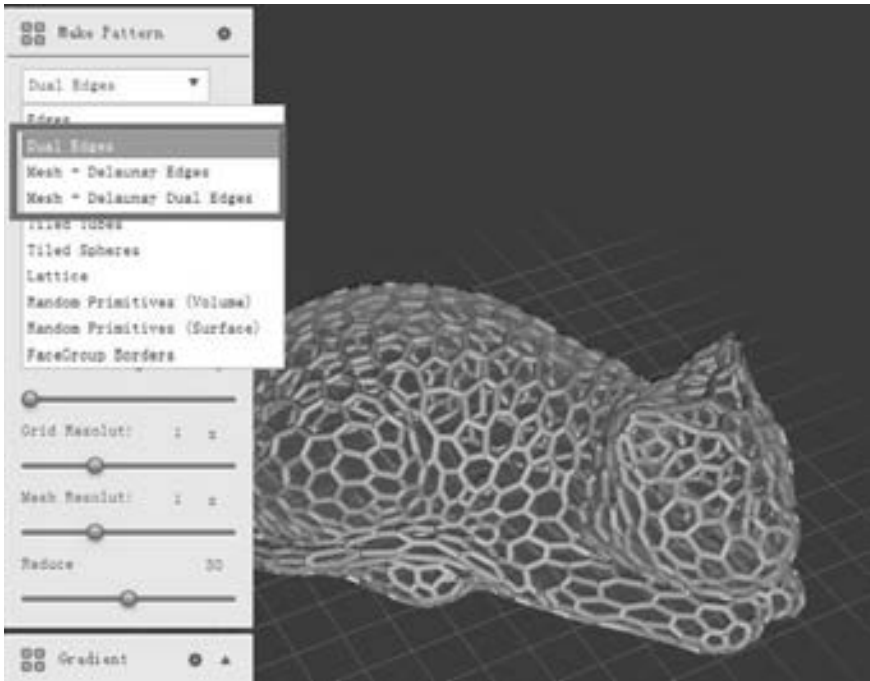 Make Pattern
Dual Edges
Edges
Dual Edges
Mesh - Delaunay Edges
Mesh - Delaunay Dual Edges
Tiled Tubes
Tiled Spheres
Lattice
Random Primitives (Volume)
Random Primitives (Surface)
FaceGroup Borders
Grid Resolut:
Mesh Resolut:
Reduce
Gradient